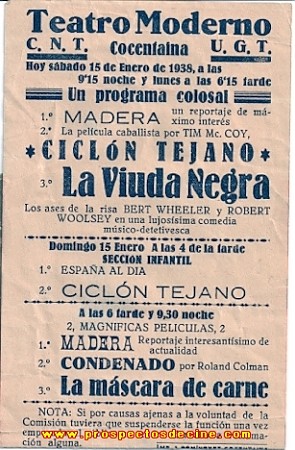 Teatro Moderno
C. N. T. Cocentaina U. G. T.
Hoy sábado 15 de Enero de 1938, a las
9'15 noche y lunes a las 6'15 tarde
Un programa colosal
1.º MADERA un reportaje de máximo interés
2.º La película caballista por TIM Mc. COY,
CICLÓN TEJANO
3.º La Viuda Negra
Los ases de la risa BERT WHEELER y ROBERT
WOOLSEY en una lujosísima comedia
músico-detetivesca
Domingo 15 Enero A las 4 de la tarde
SECCION INFANTIL
1.º ESPAÑA AL DIA
2.º CICLÓN TEJANO
A las 6 tarde y 9,30 noche
2, MAGNIFICAS PELICULAS, 2
1.º MADERA Reportaje interesantísimo de
actualidad
2.º CONDENADO por Roland Colman
3.º La máscara de carne
NOTA: Si por causas ajenas a la voluntad de la
Comisión tuviera que suspenderse la función una vez
www.prospectosdecine.com
alguna.